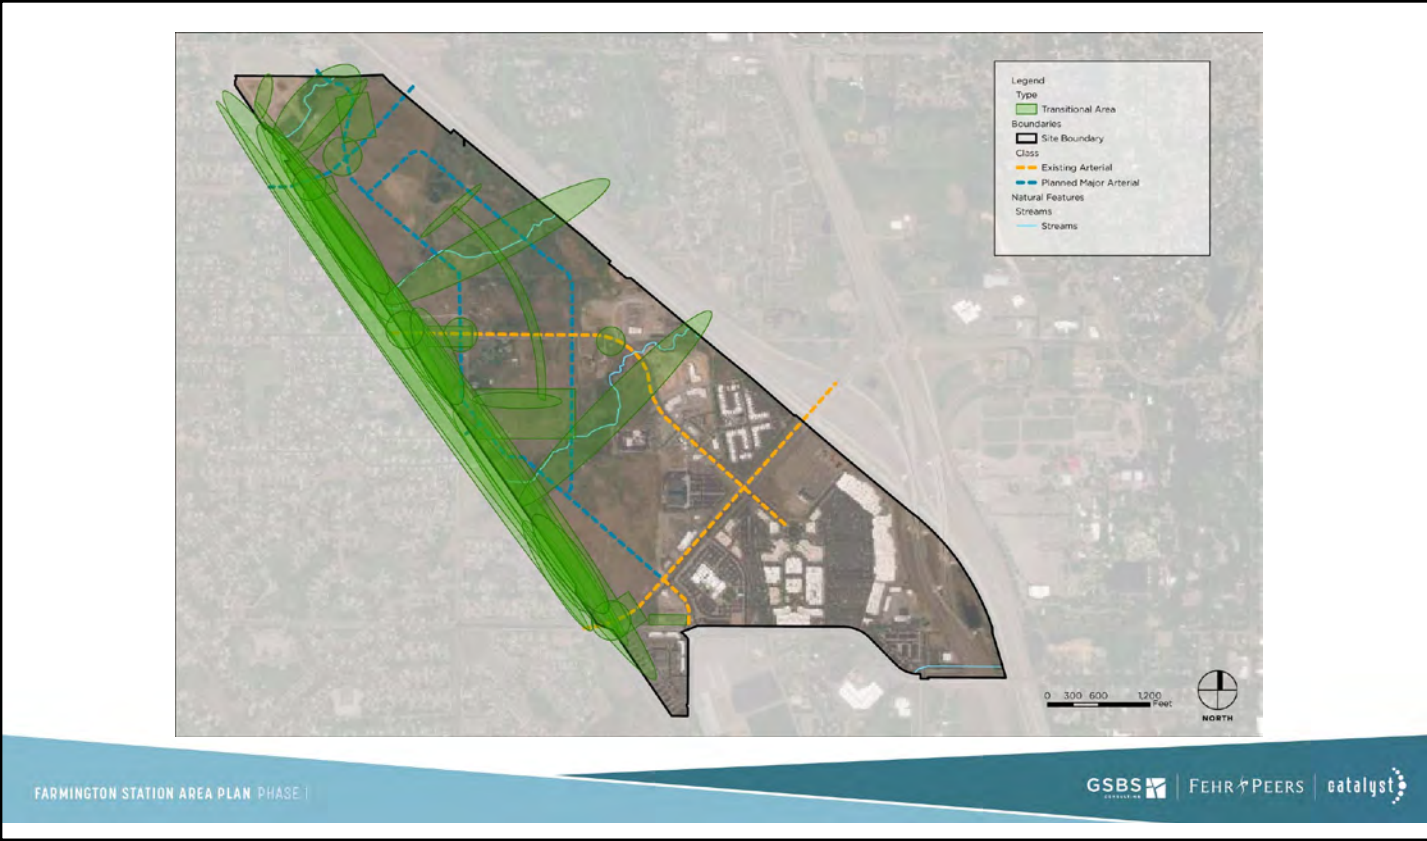 Legend
Type
Transitional Area
Boundaries
Site Boundary
Class
Existing Arterial
Planned Major Arterial
Natural Features
Streams
Streams
0 300 600 1,200
Feet
NORTH
FARMINGTON STATION AREA PLAN PHASE I
GSBS
CONSULTING
FEHR PEERS
catalyst